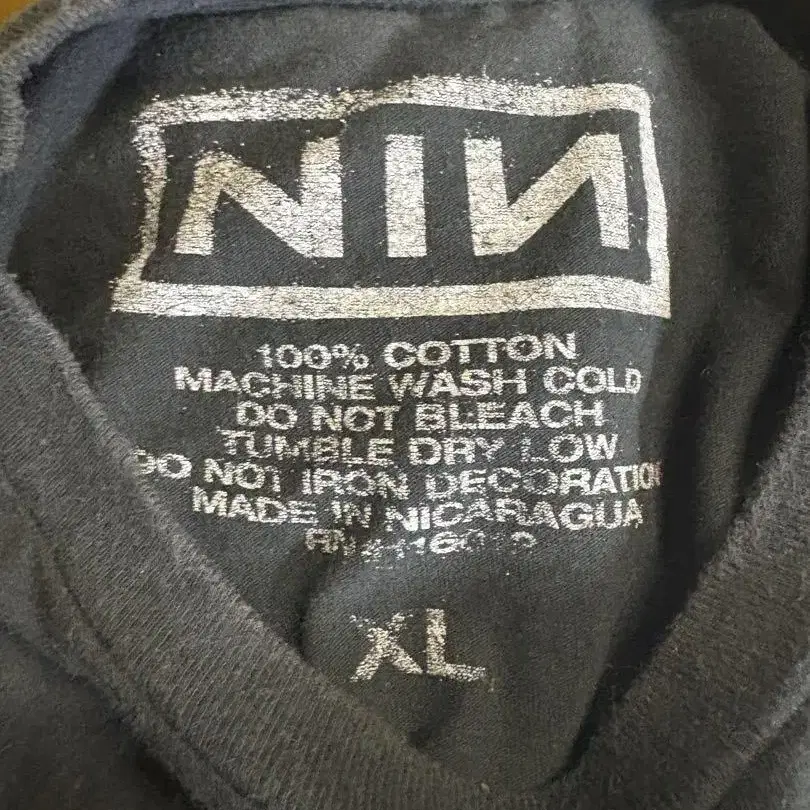 NIN
100% COTTON
MACHINE WASH COLD
DO NOT BLEACH
TUMBLE DRY LOW
DO NOT IRON DECORATION
MADE IN NICARAGUA
XL